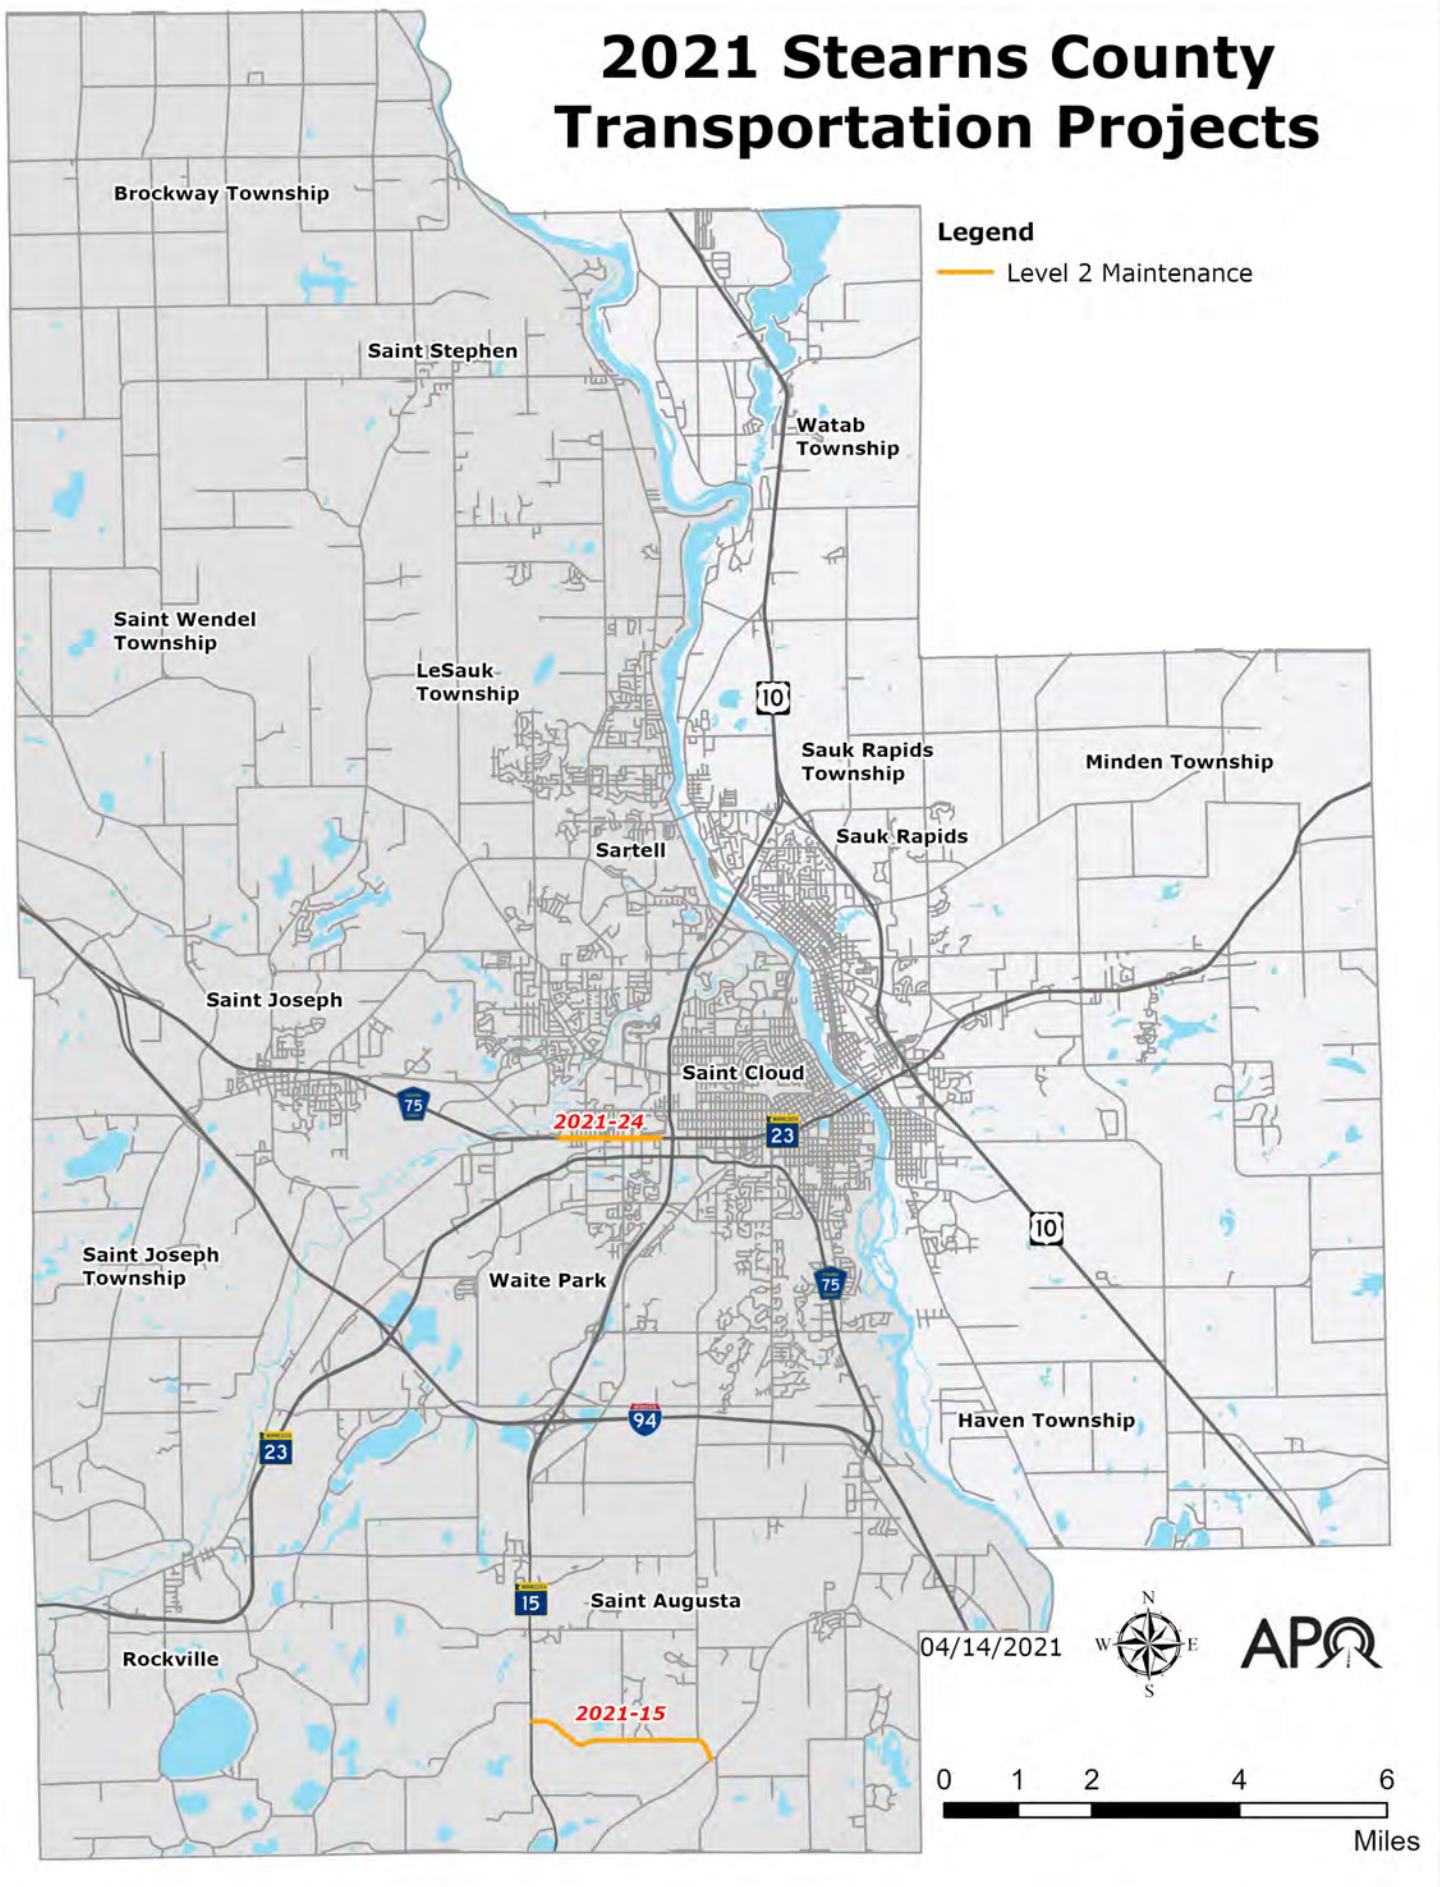 2021 Stearns County
Transportation Projects
Legend
Level 2 Maintenance
Brockway Township
Saint Stephen
Watab
Township
Saint Wendel
Township
LeSauk
Township
10
Sauk Rapids
Township
Minden Township
Sauk Rapids
Sartell
Saint Joseph
Saint Cloud
75
2021-24
23
10
Saint Joseph
Township
Waite Park
75
94
Haven Township
23
15
Saint Augusta
Rockville
2021-15
04/14/2021
N
W
E
S
APO
0
1
2
4
6
Miles